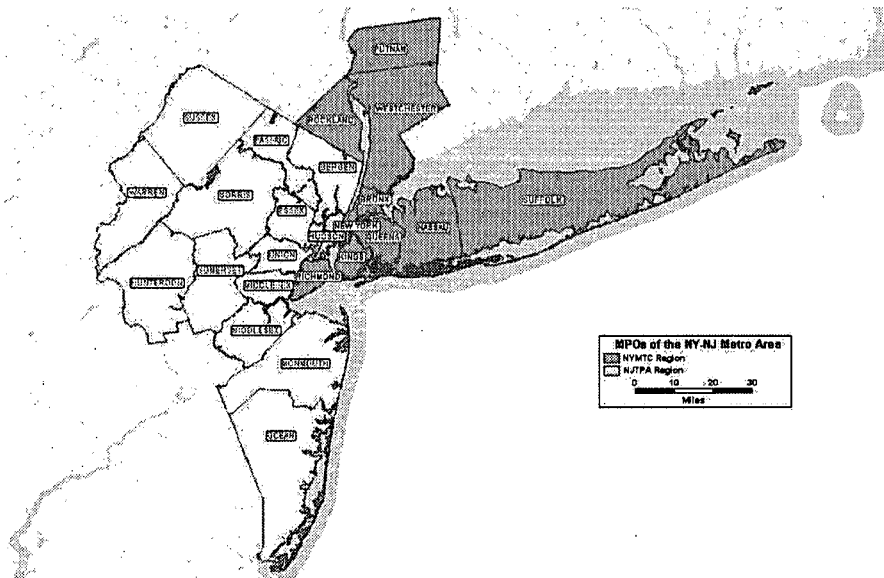 PUTNAM
WESTCHESTER
ROCKLAND
SUSSEX
PASSAIC
BERGEN
WARREN
MORRIS
ESSEX
BRONX
SUFFOLK
NASSAU
HUDSON
NEW YORK
QUEENS
UNION
KINGS
HUNTERDON
SOMERSET
RICHMOND
MIDDLESEX
MIDDLESEX
MONMOUTH
OCEAN
MPOs of the NY-NJ Metro Area
NYMTC Region
NJTPA Region
0 10 20 30
Miles